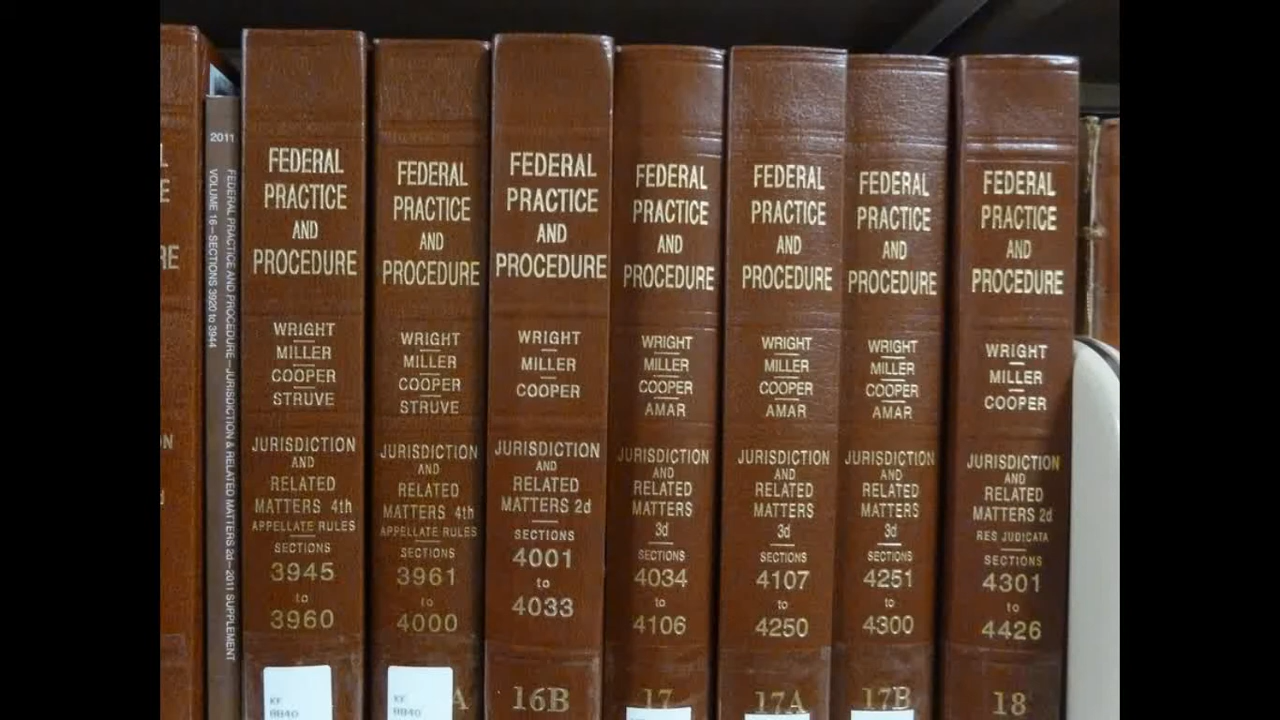 2011
FEDERAL PRACTICE AND PROCEDURE—JURISDICTION & RELATED MATTERS 2d—2011 SUPPLEMENT
VOLUME 16—SECTIONS 3920 to 3944
FEDERAL
PRACTICE
AND
PROCEDURE
WRIGHT
MILLER
COOPER
STRUVE
JURISDICTION
AND
RELATED
MATTERS 4th
APPELLATE RULES
SECTIONS
3945
to
3960
KF
8840
FEDERAL
PRACTICE
AND
PROCEDURE
WRIGHT
MILLER
COOPER
STRUVE
JURISDICTION
AND
RELATED
MATTERS 4th
APPELLATE RULES
SECTIONS
3961
to
4000
A
KF
8840
FEDERAL
PRACTICE
AND
PROCEDURE
WRIGHT
MILLER
COOPER
JURISDICTION
AND
RELATED
MATTERS 2d
SECTIONS
4001
to
4033
16B
FEDERAL
PRACTICE
AND
PROCEDURE
WRIGHT
MILLER
COOPER
AMAR
JURISDICTION
AND
RELATED
MATTERS
3d
SECTIONS
4034
to
4106
17
FEDERAL
PRACTICE
AND
PROCEDURE
WRIGHT
MILLER
COOPER
AMAR
JURISDICTION
AND
RELATED
MATTERS
3d
SECTIONS
4107
to
4250
17A
FEDERAL
PRACTICE
AND
PROCEDURE
WRIGHT
MILLER
COOPER
AMAR
JURISDICTION
AND
RELATED
MATTERS
3d
SECTIONS
4251
to
4300
17B
FEDERAL
PRACTICE
AND
PROCEDURE
WRIGHT
MILLER
COOPER
JURISDICTION
AND
RELATED
MATTERS 2d
RES JUDICATA
SECTIONS
4301
to
4426
18